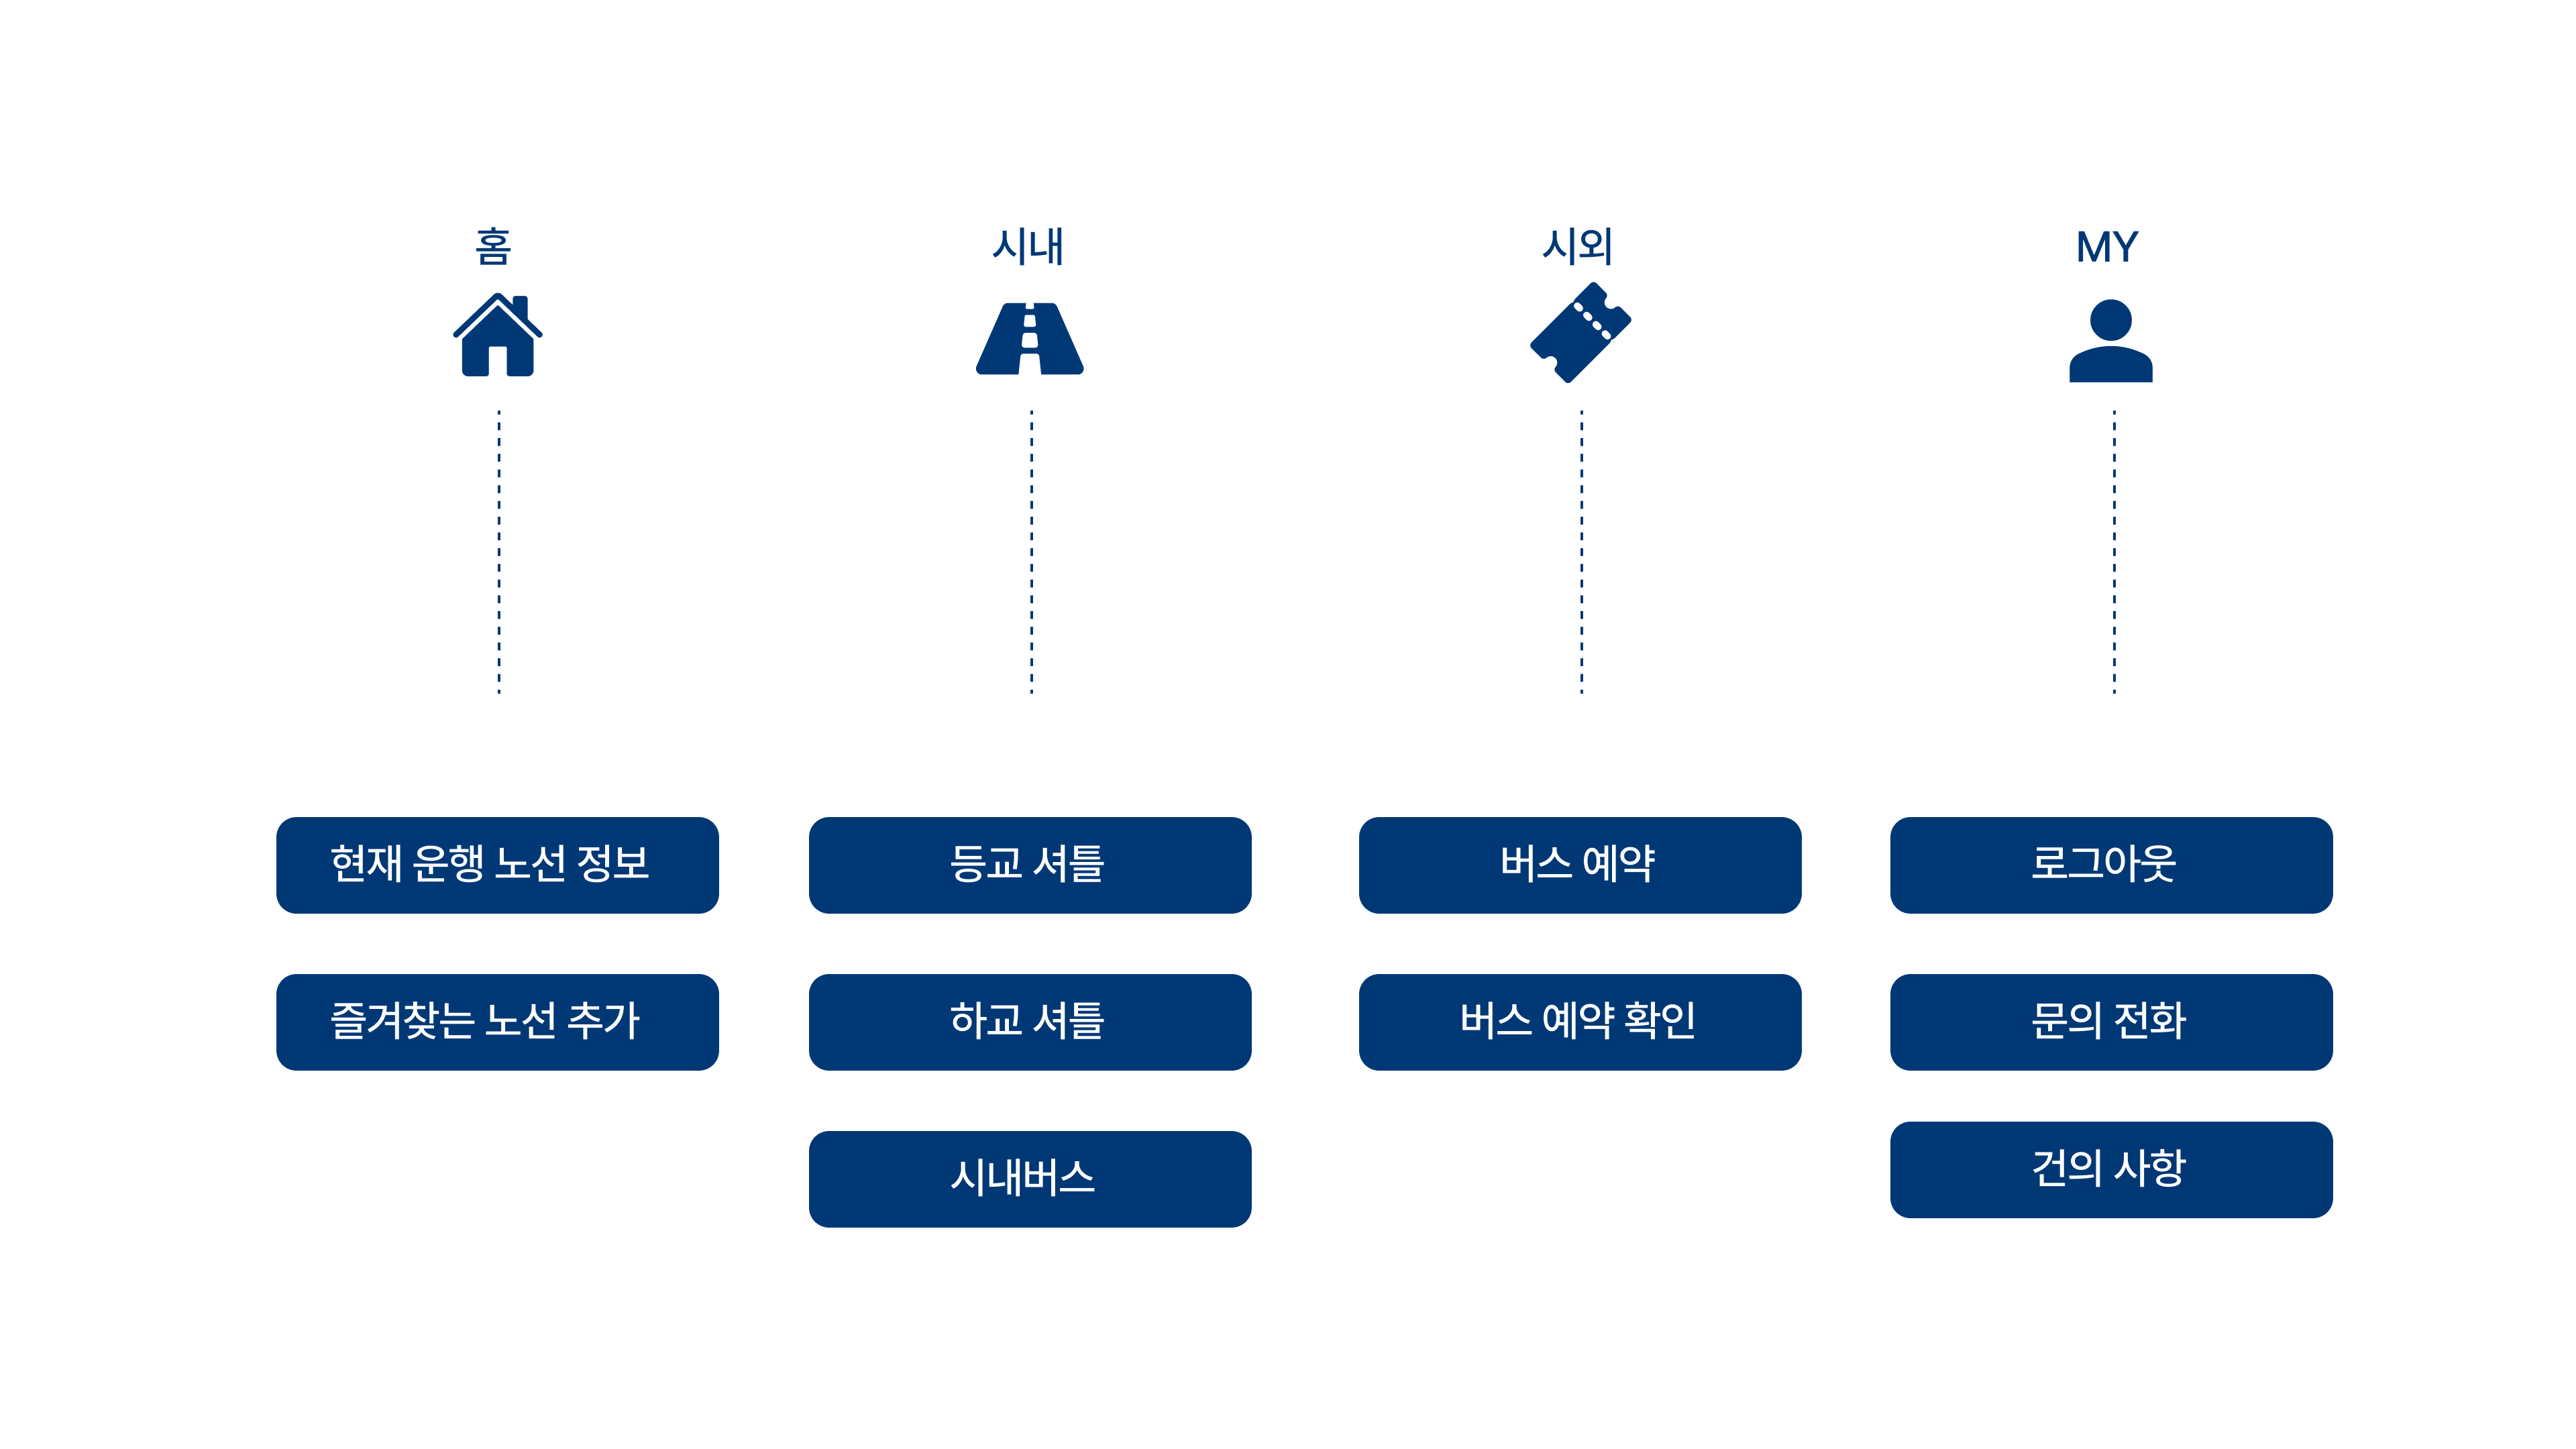 홈
시내
시외
MY
현재 운행 노선 정보
등교 셔틀
버스 예약
로그아웃
즐겨찾는 노선 추가
하교 셔틀
버스 예약 확인
문의 전화
시내버스
건의 사항